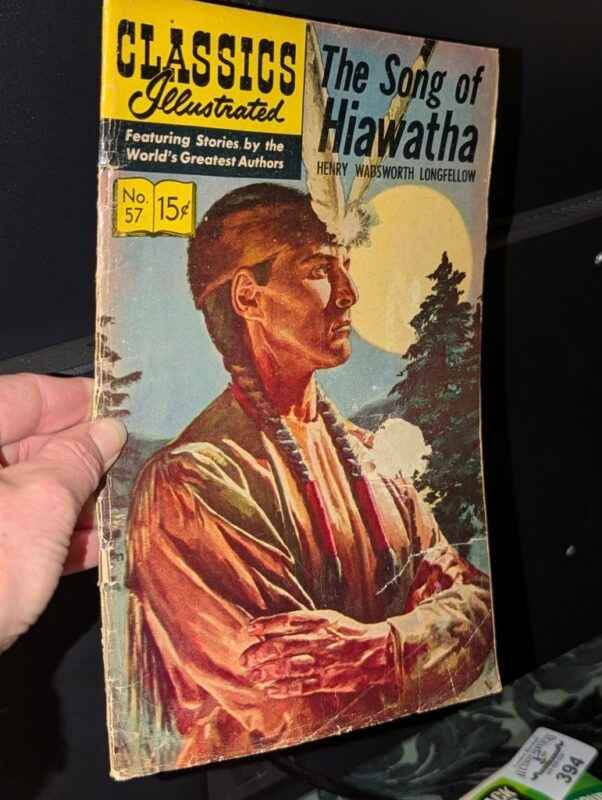 CLASSICS
Illustrated
Featuring Stories by the
World's Greatest Authors
The Song of
Hiawatha
HENRY WADSWORTH LONGFELLOW
No.
57
15¢
394